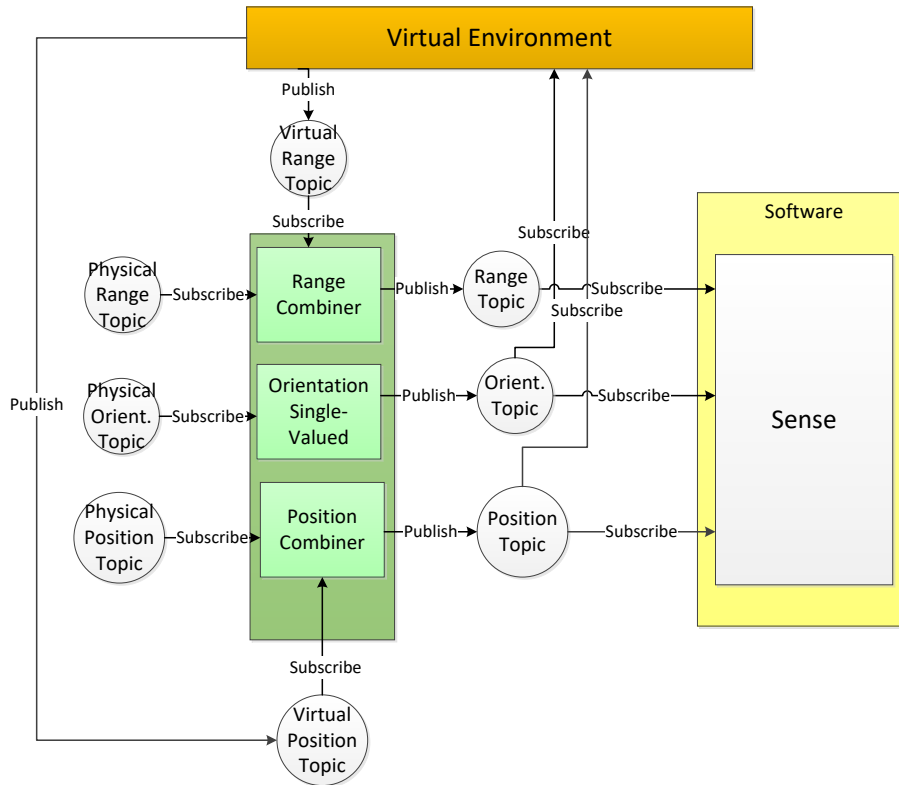 Virtual Environment
Publish
Virtual
Range
Topic
Subscribe
Subscribe
Software
Physical
Range
Topic
Subscribe
Range
Combiner
Publish
Range
Topic
Subscribe
Subscribe
Publish
Physical
Orient.
Topic
Subscribe
Orientation
Single-
Valued
Publish
Orient.
Topic
Subscribe
Sense
Physical
Position
Topic
Subscribe
Position
Combiner
Publish
Position
Topic
Subscribe
Subscribe
Virtual
Position
Topic